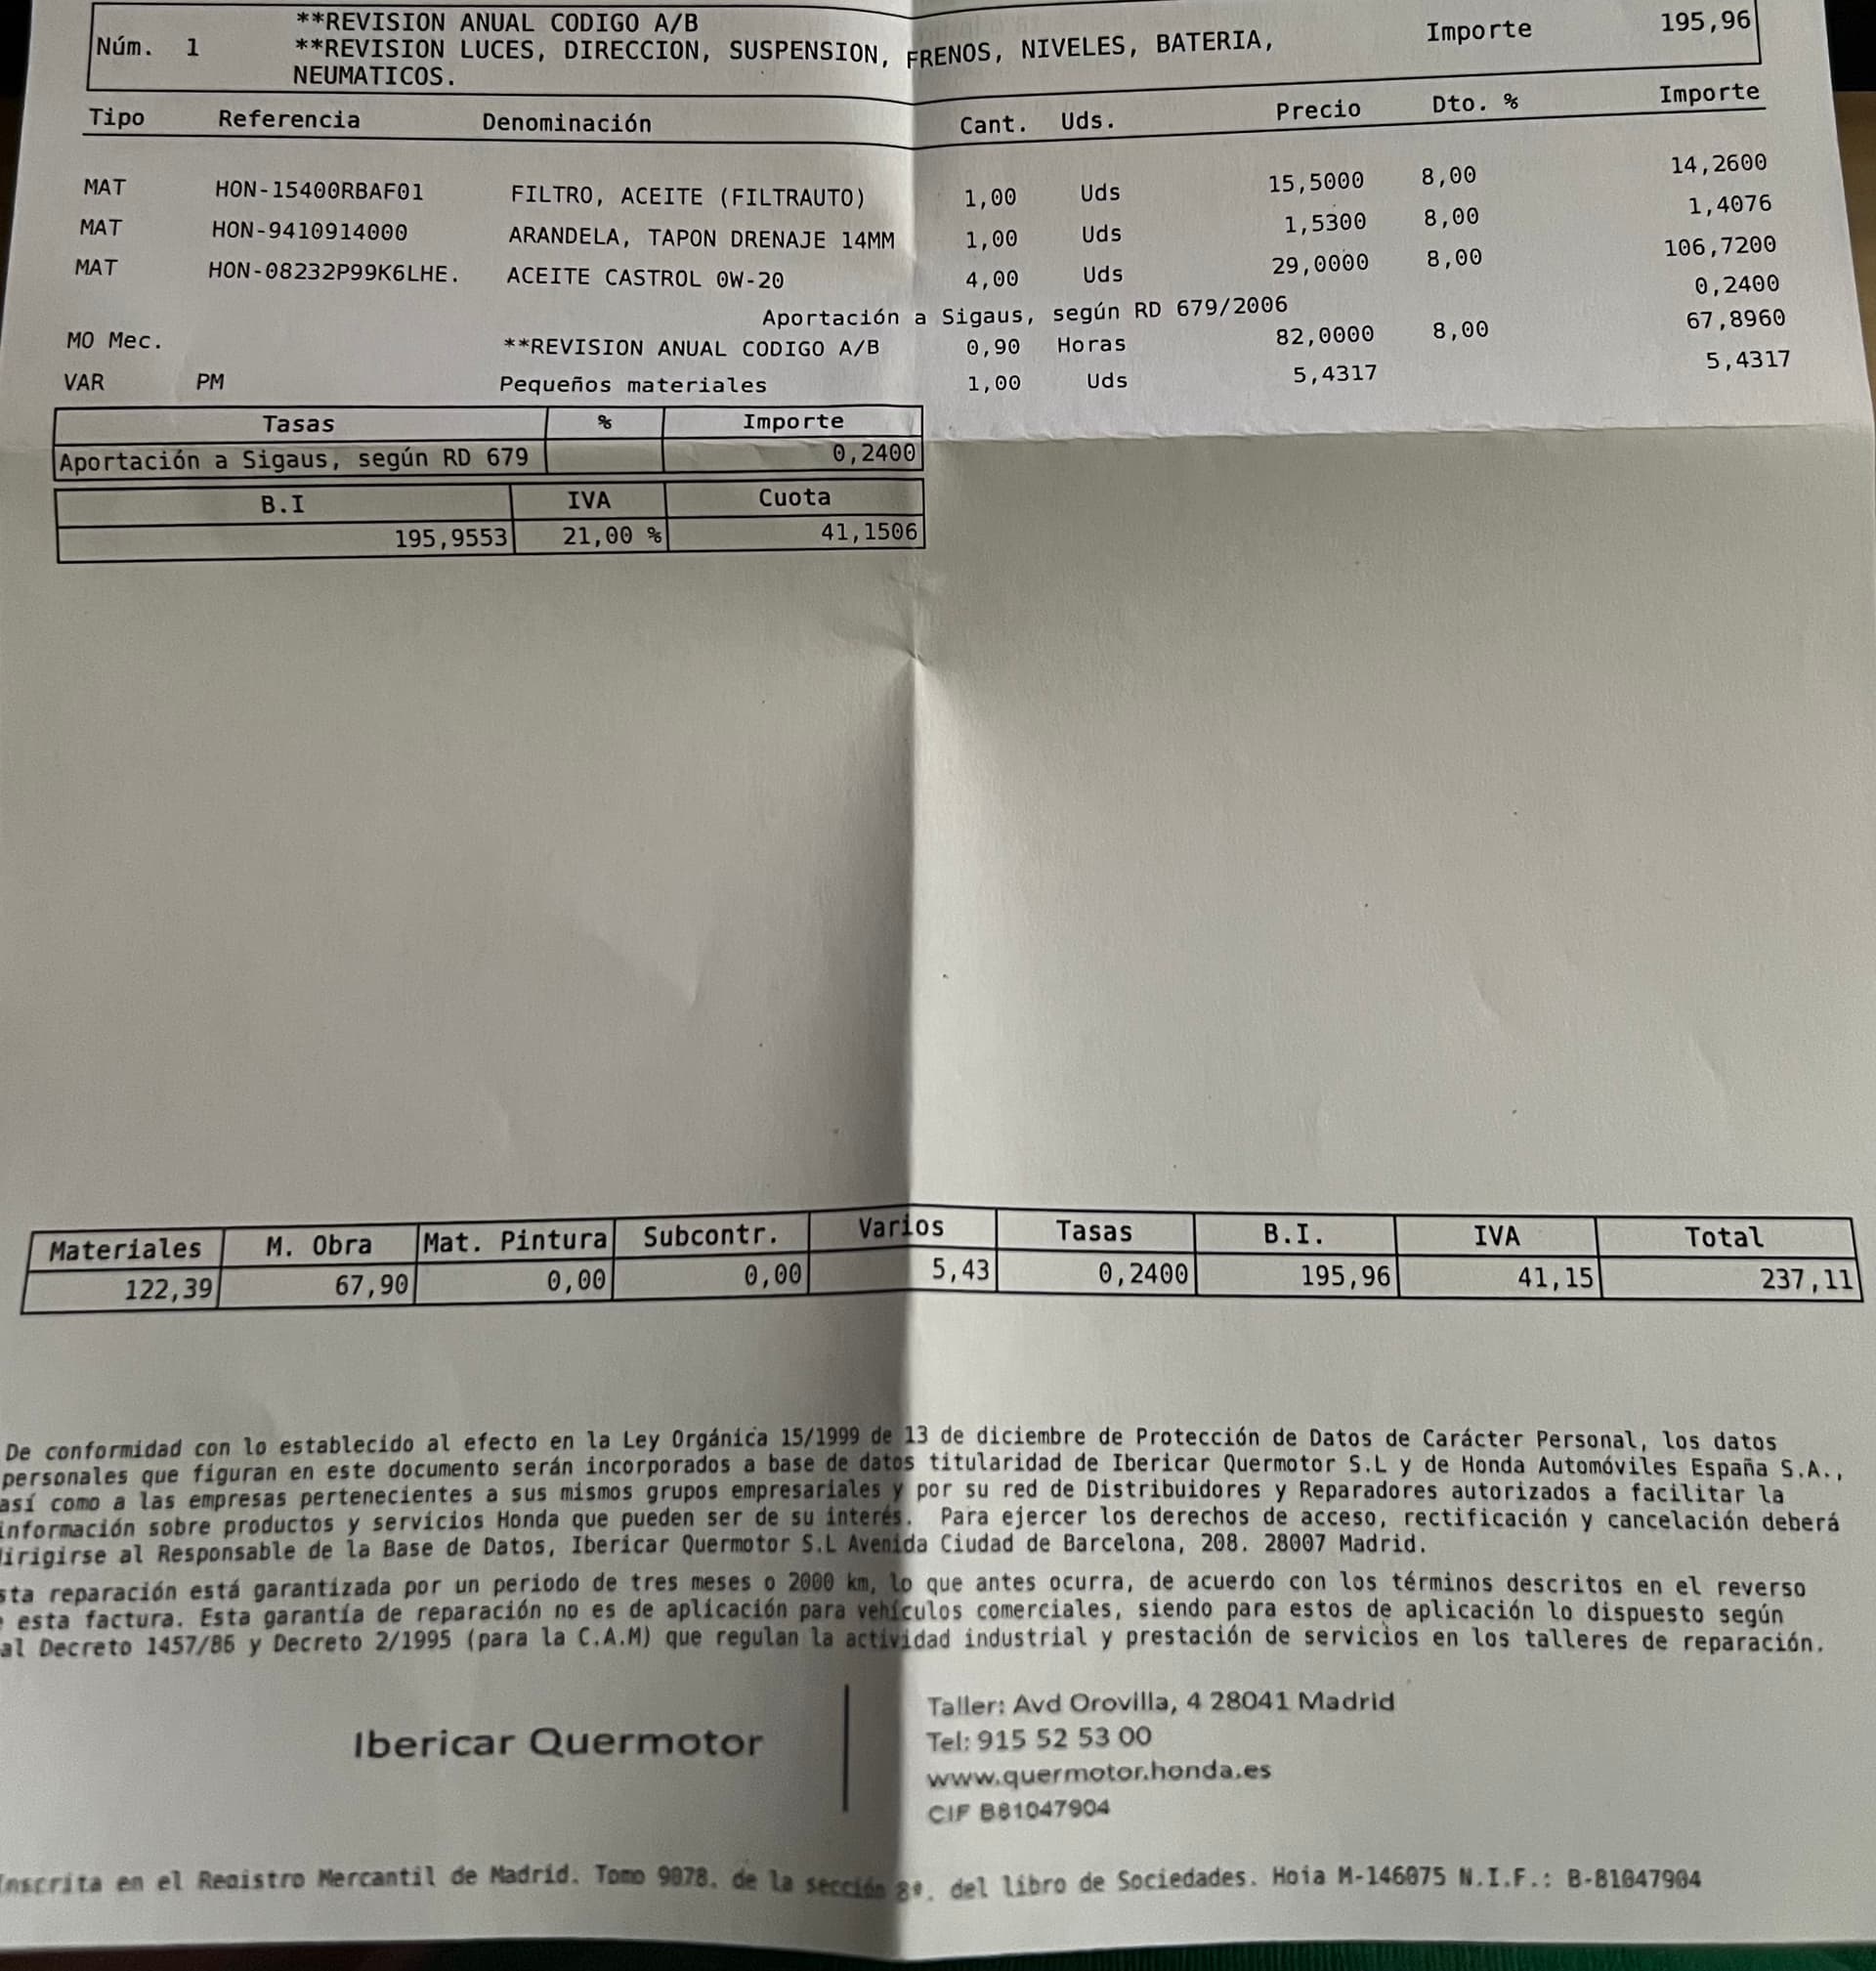 **REVISION ANUAL CODIGO A/B
Núm. 1 **REVISION LUCES, DIRECCION, SUSPENSION, FRENOS, NIVELES, BATERIA, Importe 195,96
NEUMATICOS.
Tipo Referencia Denominación Cant. Uds. Precio Dto. % Importe
MAT HON-15400RBAF01 FILTRO, ACEITE (FILTRAUTO) 1,00 Uds 15,5000 8,00 14,2600
MAT HON-9410914000 ARANDELA, TAPON DRENAJE 14MM 1,00 Uds 1,5300 8,00 1,4076
MAT HON-08232P99K6LHE. ACEITE CASTROL 0W-20 4,00 Uds 29,0000 8,00 106,7200
Aportación a Sigaus, según RD 679/2006 0,2400
MO Mec. **REVISION ANUAL CODIGO A/B 0,90 Horas 82,0000 8,00 67,8960
VAR PM Pequeños materiales 1,00 Uds 5,4317 5,4317
Tasas % Importe
Aportación a Sigaus, según RD 679 0,2400
B.I IVA Cuota
195,9553 21,00 % 41,1506
Materiales M. Obra Mat. Pintura Subcontr. Varios Tasas B.I. IVA Total
122,39 67,90 0,00 0,00 5,43 0,2400 195,96 41,15 237,11
De conformidad con lo establecido al efecto en la Ley Orgánica 15/1999 de 13 de diciembre de Protección de Datos de Carácter Personal, los datos
personales que figuran en este documento serán incorporados a base de datos titularidad de Ibericar Quermotor S.L y de Honda Automóviles España S.A.,
así como a las empresas pertenecientes a sus mismos grupos empresariales y por su red de Distribuidores y Reparadores autorizados a facilitar la
información sobre productos y servicios Honda que pueden ser de su interés. Para ejercer los derechos de acceso, rectificación y cancelación deberá
dirigirse al Responsable de la Base de Datos, Ibericar Quermotor S.L Avenida Ciudad de Barcelona, 208. 28007 Madrid.
sta reparación está garantizada por un periodo de tres meses o 2000 km, lo que antes ocurra, de acuerdo con los términos descritos en el reverso
e esta factura. Esta garantía de reparación no es de aplicación para vehículos comerciales, siendo para estos de aplicación lo dispuesto según
al Decreto 1457/86 y Decreto 2/1995 (para la C.A.M) que regulan la actividad industrial y prestación de servicios en los talleres de reparación.
Ibericar Quermotor
Taller: Avd Orovilla, 4 28041 Madrid
Tel: 915 52 53 00
www.quermotor.honda.es
CIF B81047904
Inscrita en el Registro Mercantil de Madrid. Tomo 9078. de la sección 8ª. del libro de Sociedades. Hoja M-146075 N.I.F.: B-81047904